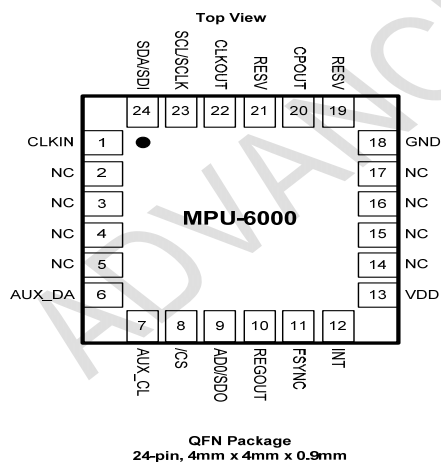 Top View
SDA/SDI
SCL/SCLK
CLKOUT
RESV
CPOUT
RESV
24 23 22 21 20 19
CLKIN 1 18 GND
NC 2 17 NC
NC 3 16 NC
MPU-6000
NC 4 15 NC
NC 5 14 NC
AUX_DA 6 13 VDD
7 8 9 10 11 12
AUX_CL
/CS
AD0/SDO
REGOUT
FSYNC
INT
QFN Package
24-pin, 4mm x 4mm x 0.9mm
ADVANC